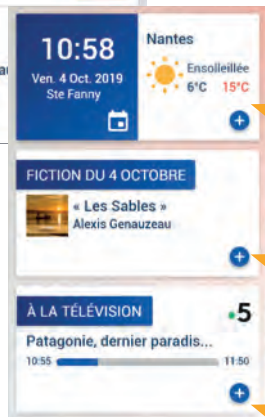 10:58
Ven. 4 Oct. 2019
Ste Fanny
Nantes
Ensolleillée
6°C 15°C
FICTION DU 4 OCTOBRE
« Les Sables »
Alexis Genauzeau
À LA TÉLÉVISION
5
Patagonie, dernier paradis...
10:55 11:50